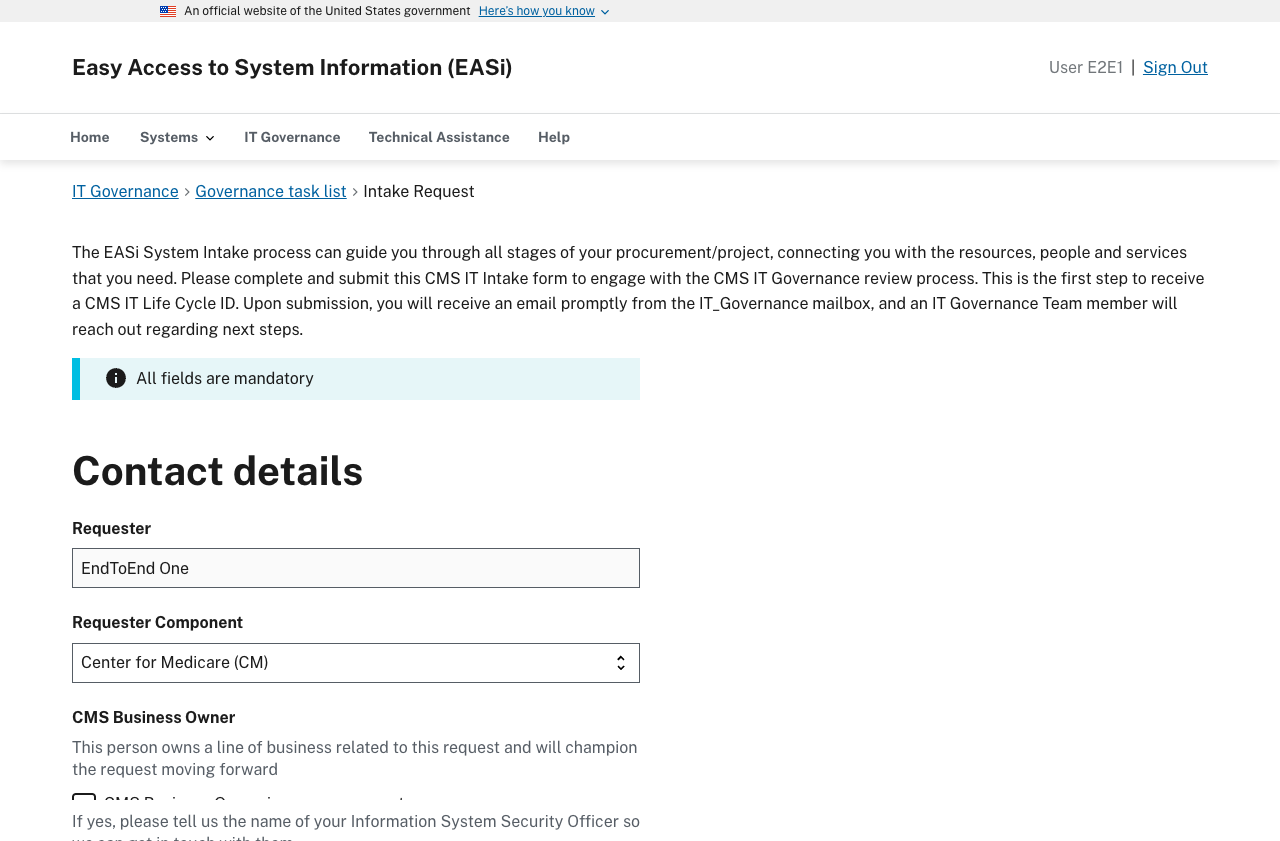 An official website of the United States government Here's how you know
Easy Access to System Information (EASi)
User E2E1 | Sign Out
Home Systems IT Governance Technical Assistance Help
IT Governance Governance task list Intake Request
The EASi System Intake process can guide you through all stages of your procurement/project, connecting you with the resources, people and services
that you need. Please complete and submit this CMS IT Intake form to engage with the CMS IT Governance review process. This is the first step to receive
a CMS IT Life Cycle ID. Upon submission, you will receive an email promptly from the IT_Governance mailbox, and an IT Governance Team member will
reach out regarding next steps.
All fields are mandatory
Contact details
Requester
EndToEnd One
Requester Component
Center for Medicare (CM)
CMS Business Owner
This person owns a line of business related to this request and will champion
the request moving forward
If yes, please tell us the name of your Information System Security Officer so